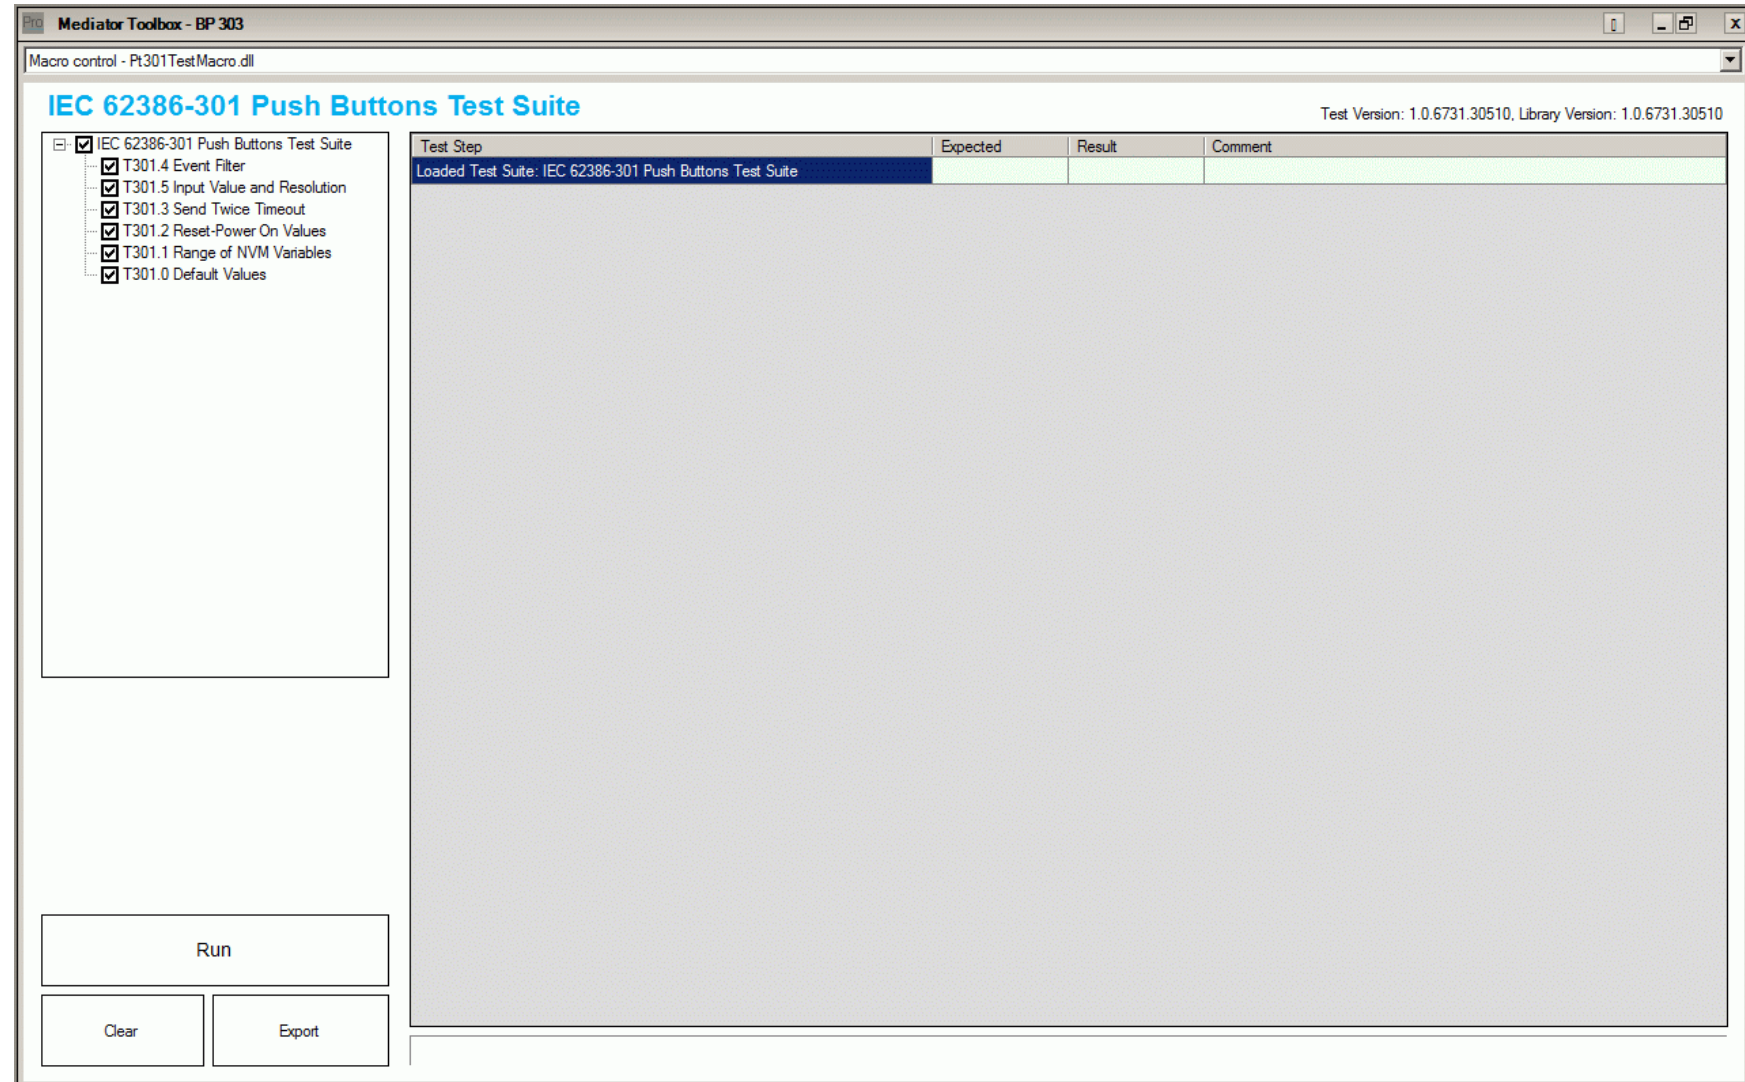 Pro Mediator Toolbox - BP 303
Macro control - Pt301TestMacro.dll
IEC 62386-301 Push Buttons Test Suite
Test Version: 1.0.6731.30510, Library Version: 1.0.6731.30510
IEC 62386-301 Push Buttons Test Suite
T301.4 Event Filter
T301.5 Input Value and Resolution
T301.3 Send Twice Timeout
T301.2 Reset-Power On Values
T301.1 Range of NVM Variables
T301.0 Default Values
Test Step Expected Result Comment
Loaded Test Suite: IEC 62386-301 Push Buttons Test Suite
Run
Clear Export